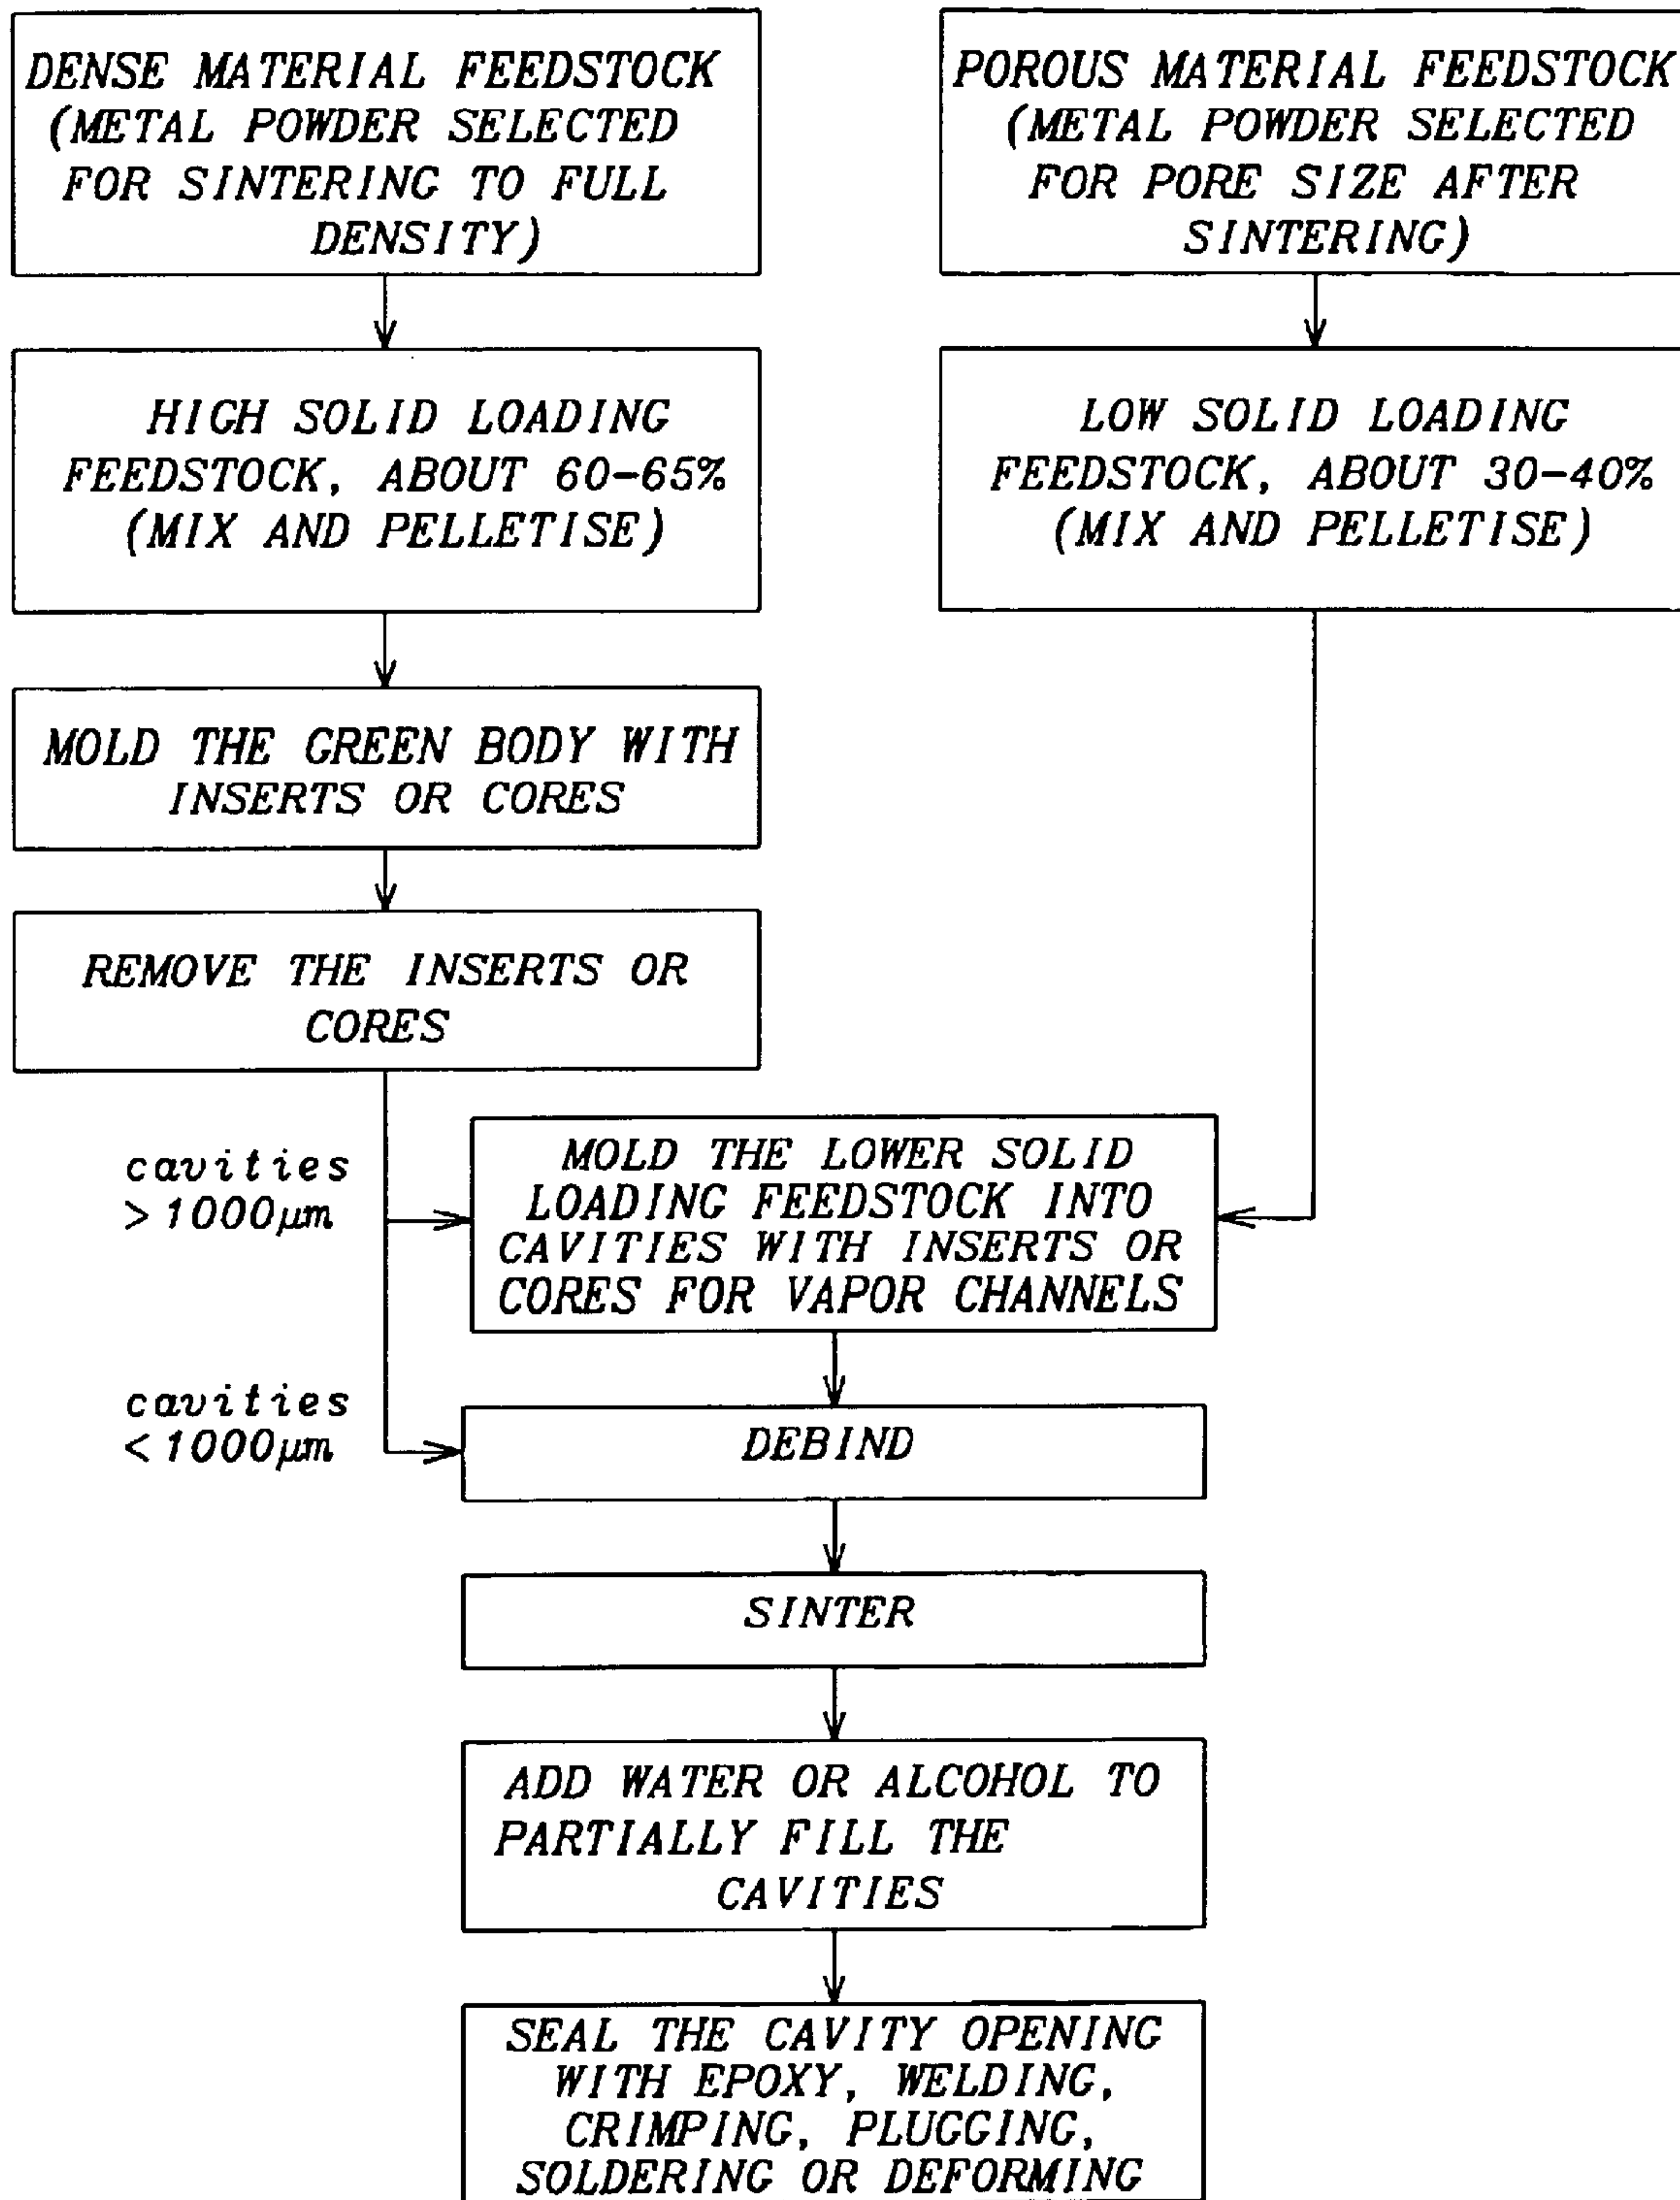 DENSE MATERIAL FEEDSTOCK
(METAL POWDER SELECTED
FOR SINTERING TO FULL
DENSITY)
POROUS MATERIAL FEEDSTOCK
(METAL POWDER SELECTED
FOR PORE SIZE AFTER
SINTERING)
HIGH SOLID LOADING
FEEDSTOCK, ABOUT 60-65%
(MIX AND PELLETISE)
LOW SOLID LOADING
FEEDSTOCK, ABOUT 30-40%
(MIX AND PELLETISE)
MOLD THE GREEN BODY WITH
INSERTS OR CORES
REMOVE THE INSERTS OR
CORES
cavities
>1000μm
MOLD THE LOWER SOLID
LOADING FEEDSTOCK INTO
CAVITIES WITH INSERTS OR
CORES FOR VAPOR CHANNELS
cavities
<1000μm
DEBIND
SINTER
ADD WATER OR ALCOHOL TO
PARTIALLY FILL THE
CAVITIES
SEAL THE CAVITY OPENING
WITH EPOXY, WELDING,
CRIMPING, PLUGGING,
SOLDERING OR DEFORMING